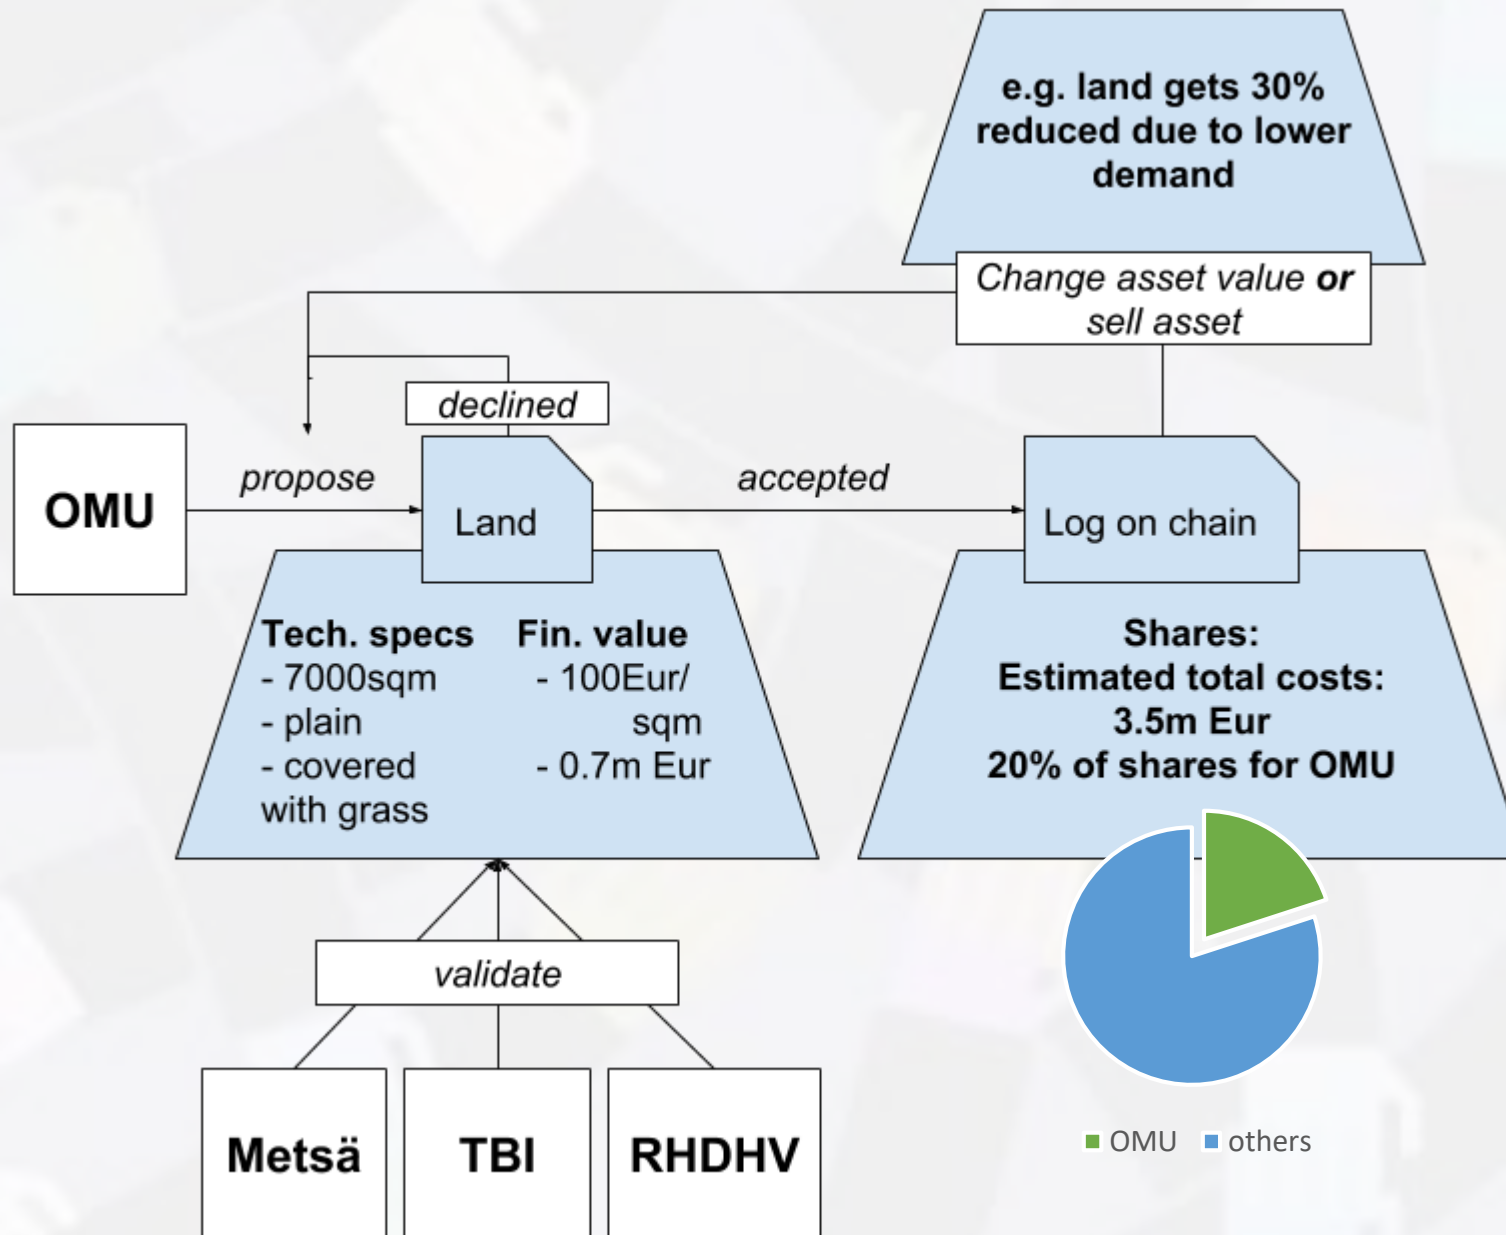 e.g. land gets 30%
reduced due to lower
demand
Change asset value or
sell asset
declined
OMU
propose
Land
accepted
Log on chain
Tech. specs
- 7000sqm
- plain
- covered
with grass
Fin. value
- 100Eur/
sqm
- 0.7m Eur
Shares:
Estimated total costs:
3.5m Eur
20% of shares for OMU
validate
Metsä
TBI
RHDHV
OMU
others